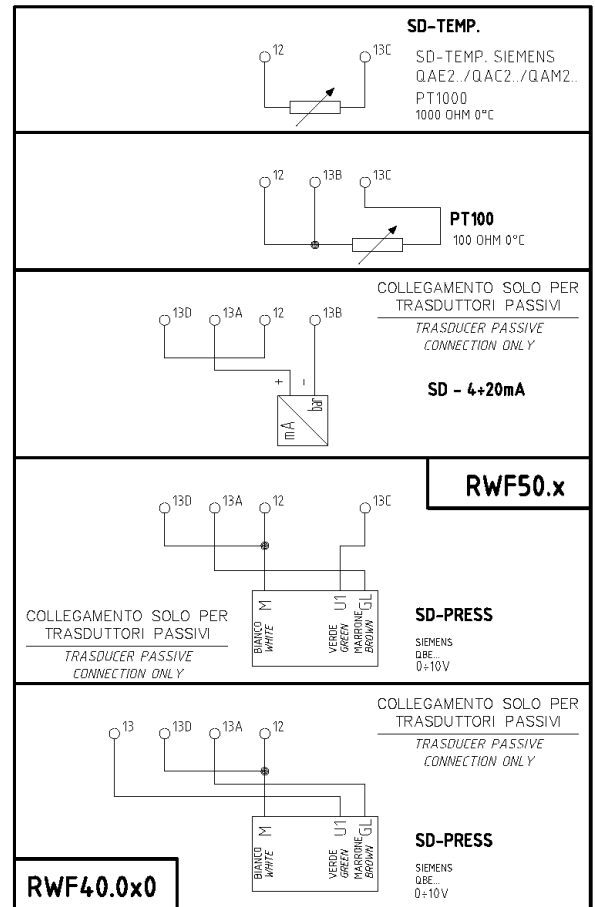 SD-TEMP.
12
13C
SD-TEMP. SIEMENS
QAE2../QAC2../QAM2..
PT1000
1000 OHM 0°C
12
13B
13C
PT100
100 OHM 0°C
COLLEGAMENTO SOLO PER
TRASDUTTORI PASSIVI
TRASDUCER PASSIVE
CONNECTION ONLY
13D
13A
12
13B
+
-
mA
bar
SD - 4÷20mA
RWF50.x
13D
13A
12
13C
M
U1
GL
BIANCO
WHITE
VERDE
GREEN
MARRONE
BROWN
COLLEGAMENTO SOLO PER
TRASDUTTORI PASSIVI
TRASDUCER PASSIVE
CONNECTION ONLY
SD-PRESS
SIEMENS
QBE...
0÷10V
COLLEGAMENTO SOLO PER
TRASDUTTORI PASSIVI
TRASDUCER PASSIVE
CONNECTION ONLY
13
13D
13A
12
M
U1
GL
BIANCO
WHITE
VERDE
GREEN
MARRONE
BROWN
SD-PRESS
SIEMENS
QBE...
0÷10V
RWF40.0x0